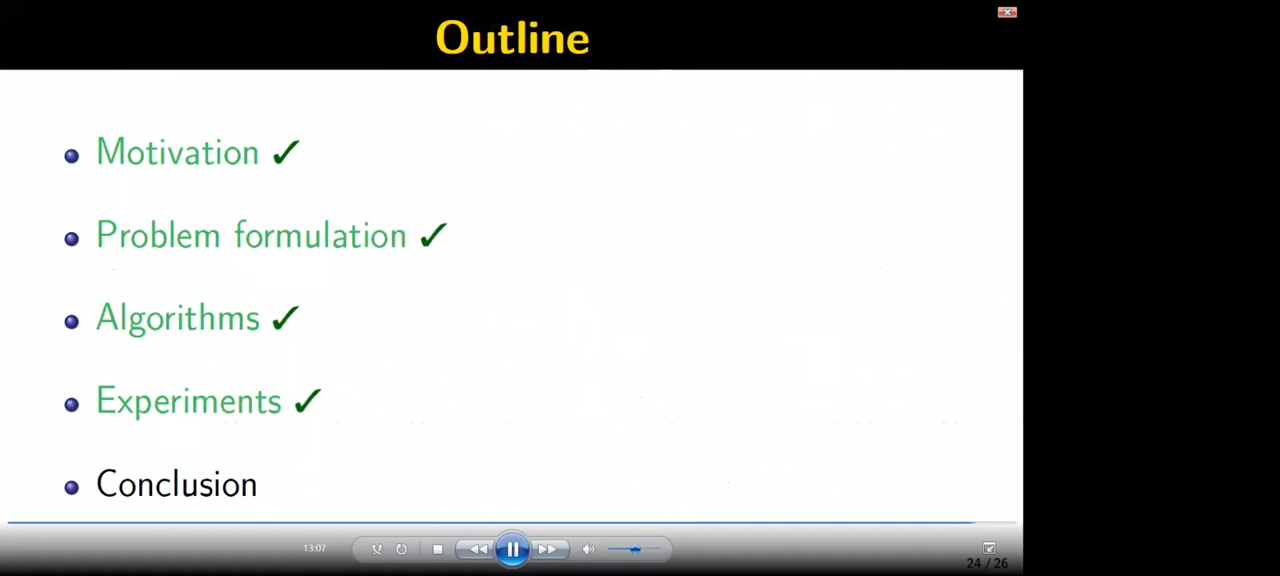 Outline
Motivation ✓
Problem formulation ✓
Algorithms ✓
Experiments ✓
Conclusion
13:07
24 / 26